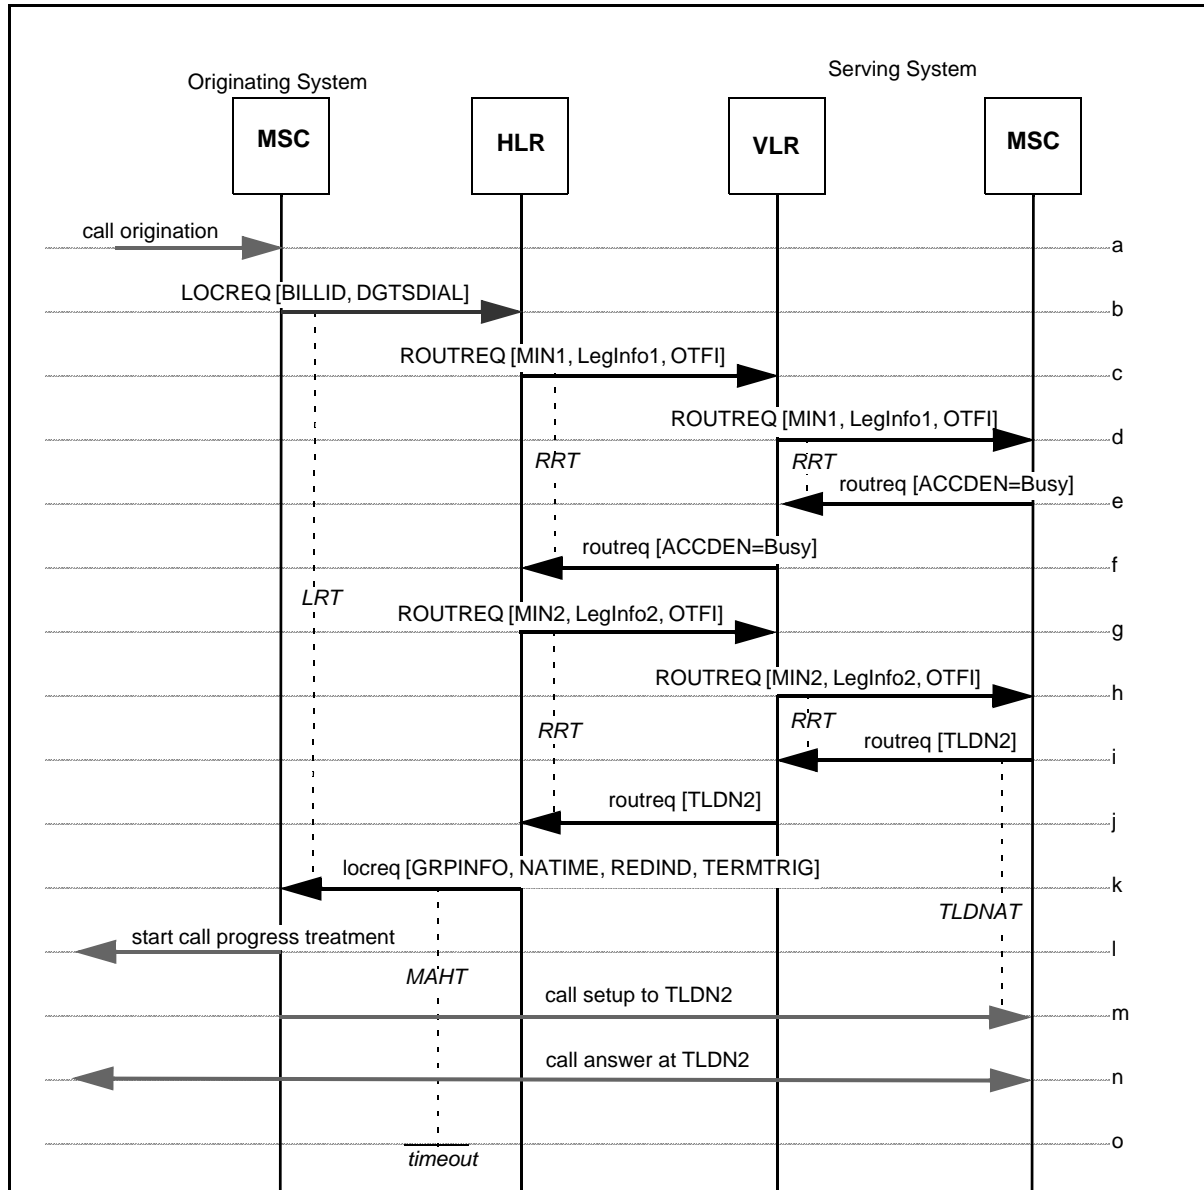 Originating System
Serving System
MSC
HLR
VLR
MSC
call origination
a
LOCREQ [BILLID, DGTSDIAL]
b
ROUTREQ [MIN1, LegInfo1, OTFI]
c
ROUTREQ [MIN1, LegInfo1, OTFI]
d
RRT
RRT
routreq [ACCDEN=Busy]
e
routreq [ACCDEN=Busy]
f
LRT
ROUTREQ [MIN2, LegInfo2, OTFI]
g
ROUTREQ [MIN2, LegInfo2, OTFI]
h
RRT
RRT
routreq [TLDN2]
i
routreq [TLDN2]
j
locreq [GRPINFO, NATIME, REDIND, TERMTRIG]
k
TLDNAT
start call progress treatment
l
MAHT
call setup to TLDN2
m
call answer at TLDN2
n
o
timeout